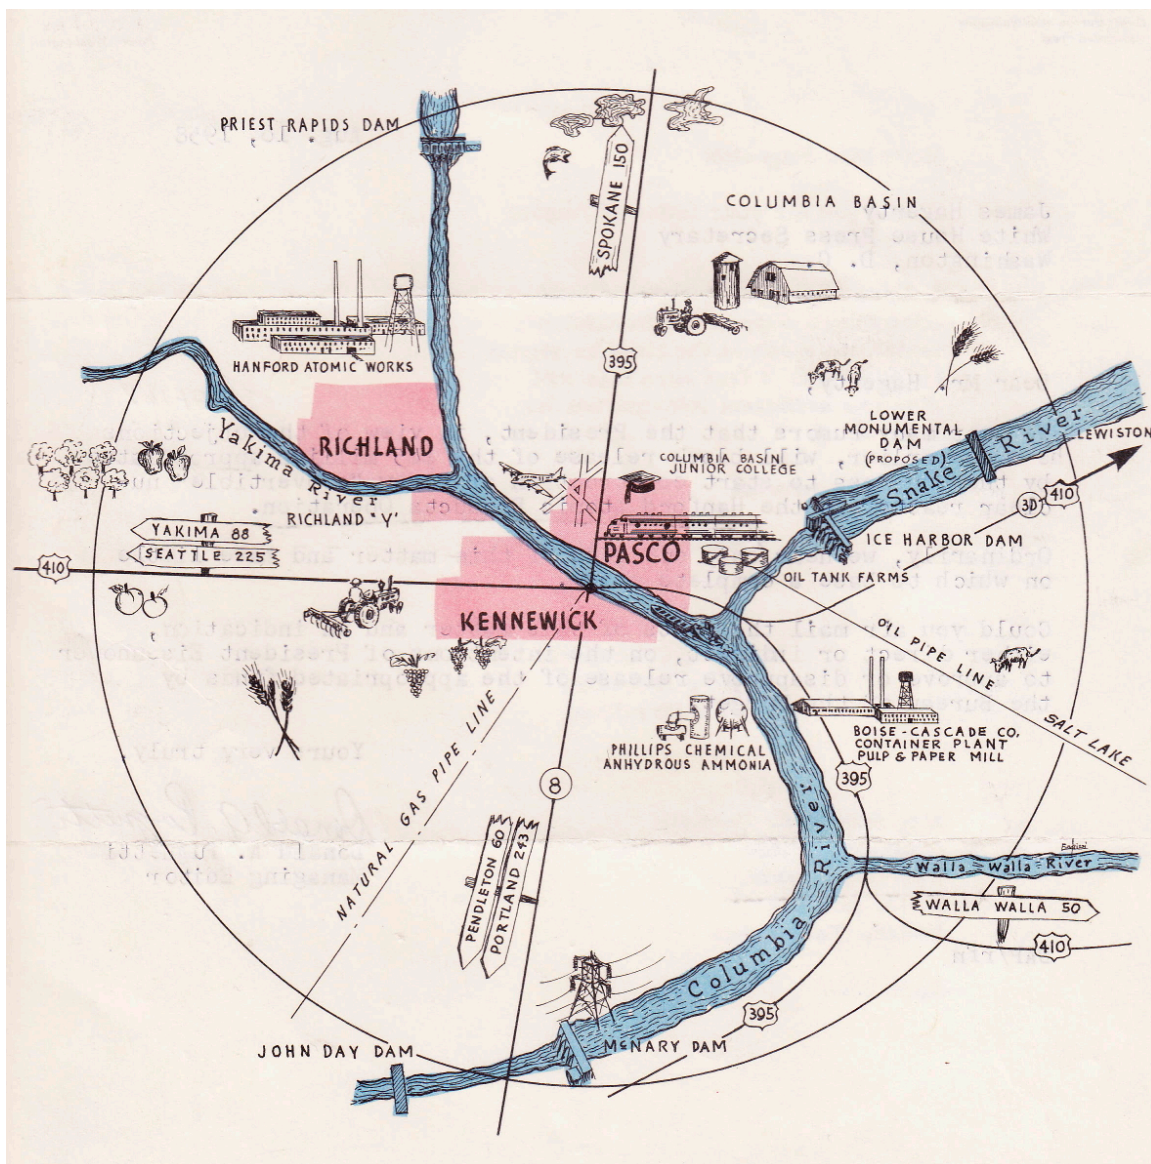 PRIEST RAPIDS DAM
SPOKANE 150
COLUMBIA BASIN
395
HANFORD ATOMIC WORKS
RICHLAND
Yakima River
RICHLAND 'Y'
YAKIMA 88
SEATTLE 225
410
COLUMBIA BASIN
JUNIOR COLLEGE
PASCO
KENNEWICK
LOWER
MONUMENTAL
DAM
(PROPOSED)
Snake River
LEWISTON
3D
410
ICE HARBOR DAM
OIL TANK FARMS
OIL PIPE LINE
SALT LAKE
BOISE-CASCADE CO.
CONTAINER PLANT
PULP & PAPER MILL
PHILLIPS CHEMICAL
ANHYDROUS AMMONIA
NATURAL GAS PIPE LINE
8
395
PENDLETON 60
PORTLAND 243
Columbia River
Walla Walla River
WALLA WALLA 50
410
395
JOHN DAY DAM
McNARY DAM